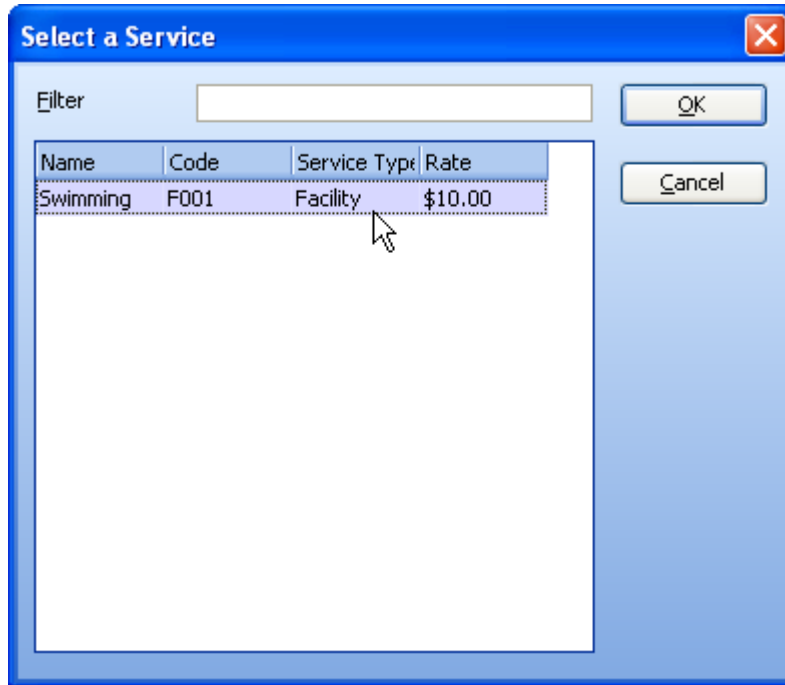 Select a Service
Filter
OK
Name Code Service Type Rate
Cancel
Swimming F001 Facility $10.00